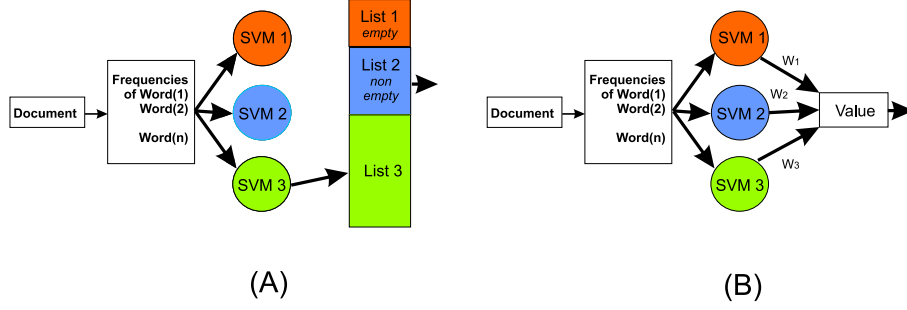 Document
Frequencies
of Word(1)
Word(2)
Word(n)
SVM 1
SVM 2
SVM 3
List 1
empty
List 2
non
empty
List 3
(A)
Document
Frequencies
of Word(1)
Word(2)
Word(n)
SVM 1
SVM 2
SVM 3
W1
W2
W3
Value
(B)